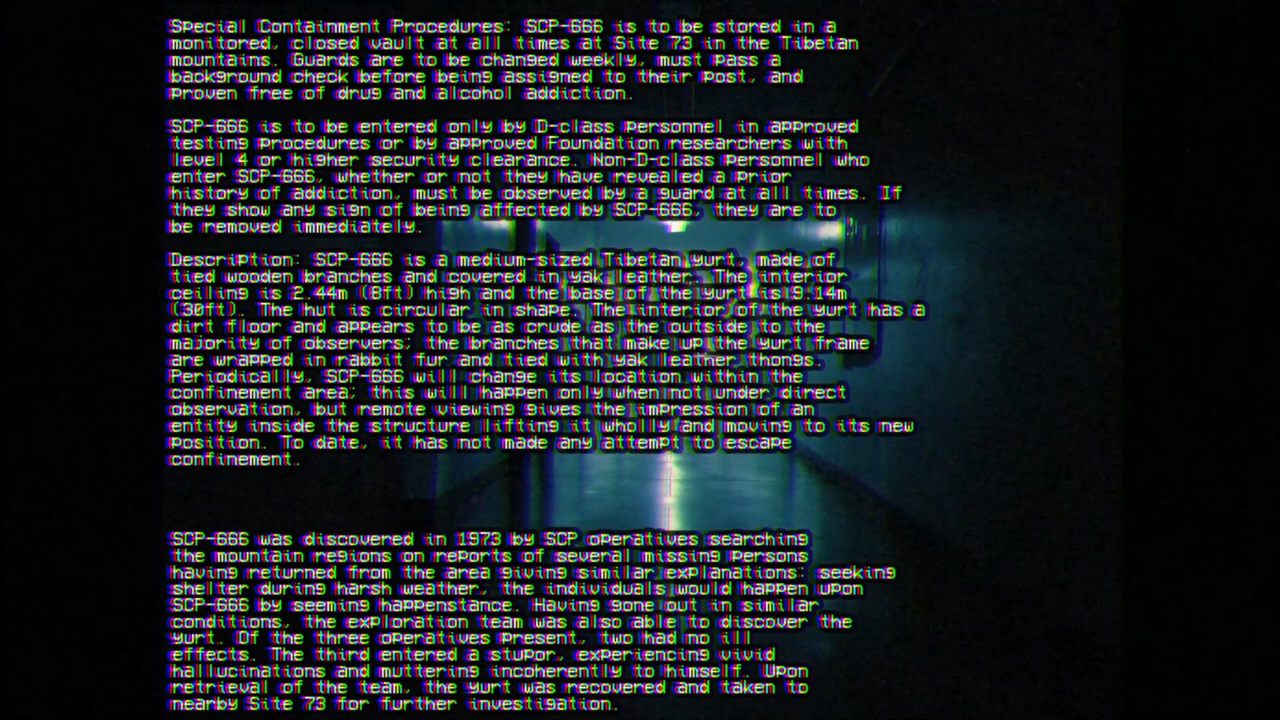 Special Containment Procedures: SCP-666 is to be stored in a
monitored, closed vault at all times at Site 73 in the Tibetan
mountains. Guards are to be changed weekly, must pass a
background check before being assigned to their post, and
proven free of drug and alcohol addiction.
SCP-666 is to be entered only by D-class personnel in approved
testing procedures or by approved Foundation researchers with
level 4 or higher security clearance. Non-D-class personnel who
enter SCP-666, whether or not they have revealed a prior
history of addiction, must be observed by a guard at all times. If
they show any sign of being affected by SCP-666, they are to
be removed immediately.
Description: SCP-666 is a medium-sized Tibetan yurt, made of
tied wooden branches and covered in yak leather. The interior
ceiling is 2.44m (8ft) high and the base of the yurt is 9.14m
(30ft). The hut is circular in shape. The interior of the yurt has a
dirt floor and appears to be as crude as the outside to the
majority of observers; the branches that make up the yurt frame
are wrapped in rabbit fur and tied with yak leather thongs.
Periodically, SCP-666 will change its location within the
confinement area; this will happen only when not under direct
observation, but remote viewing gives the impression of an
entity inside the structure lifting it wholly and moving to its new
position. To date, it has not made any attempt to escape
confinement.
SCP-666 was discovered in 1973 by SCP operatives searching
the mountain regions on reports of several missing persons
having returned from the area giving similar explanations: seeking
shelter during harsh weather, the individuals would happen upon
SCP-666 by seeming happenstance. Having gone out in similar
conditions, the exploration team was also able to discover the
yurt. Of the three operatives present, two had no ill
effects. The third entered a stupor, experiencing vivid
hallucinations and muttering incoherently to himself. Upon
retrieval of the team, the yurt was recovered and taken to
nearby Site 73 for further investigation.